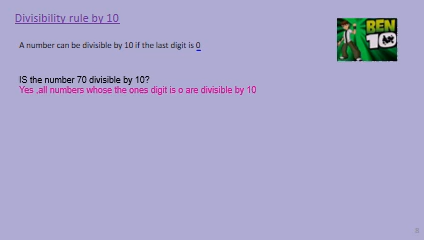 Divisibility rule by 10
A number can be divisible by 10 if the last digit is 0
BEN
10
IS the number 70 divisible by 10?
Yes ,all numbers whose the ones digit is o are divisible by 10
8